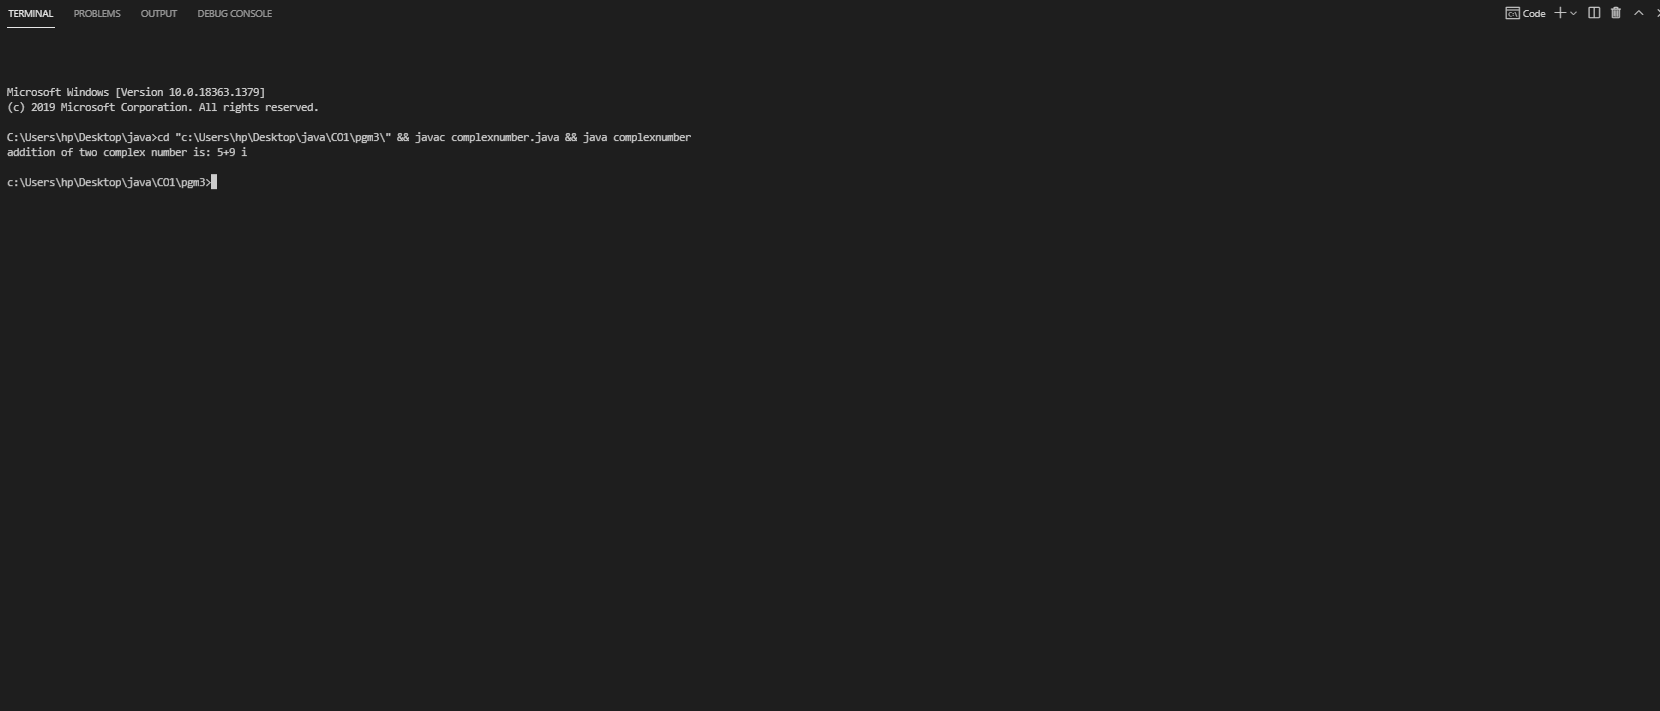 TERMINAL PROBLEMS OUTPUT DEBUG CONSOLE Code
Microsoft Windows [Version 10.0.18363.1379]
(c) 2019 Microsoft Corporation. All rights reserved.
C:\Users\hp\Desktop\java>cd "c:\Users\hp\Desktop\java\CO1\pgm3\" && javac complexnumber.java && java complexnumber
addition of two complex number is: 5+9 i
c:\Users\hp\Desktop\java\CO1\pgm3>